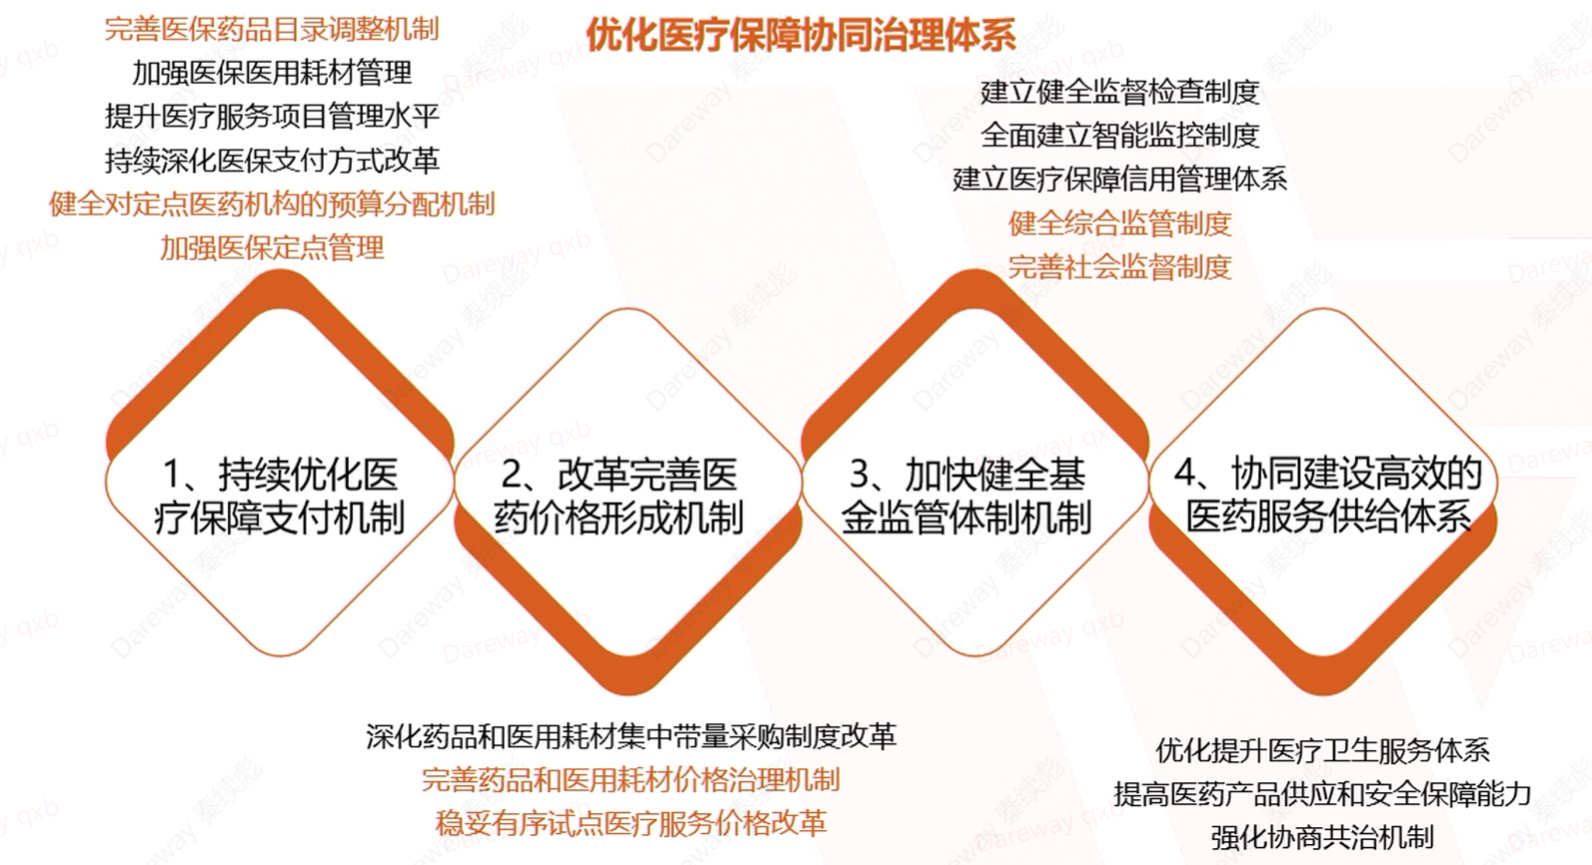 优化医疗保障协同治理体系
完善医保药品目录调整机制
加强医保医用耗材管理
提升医疗服务项目管理水平
持续深化医保支付方式改革
健全对定点医药机构的预算分配机制
加强医保定点管理
1、持续优化医
疗保障支付机制
2、改革完善医
药价格形成机制
深化药品和医用耗材集中带量采购制度改革
完善药品和医用耗材价格治理机制
稳妥有序试点医疗服务价格改革
建立健全监督检查制度
全面建立智能监控制度
建立医疗保障信用管理体系
健全综合监管制度
完善社会监督制度
3、加快健全基
金监管体制机制
4、协同建设高效的
医药服务供给体系
优化提升医疗卫生服务体系
提高医药产品供应和安全保障能力
强化协商共治机制
Dareway 秦续彪
Dareway qxb